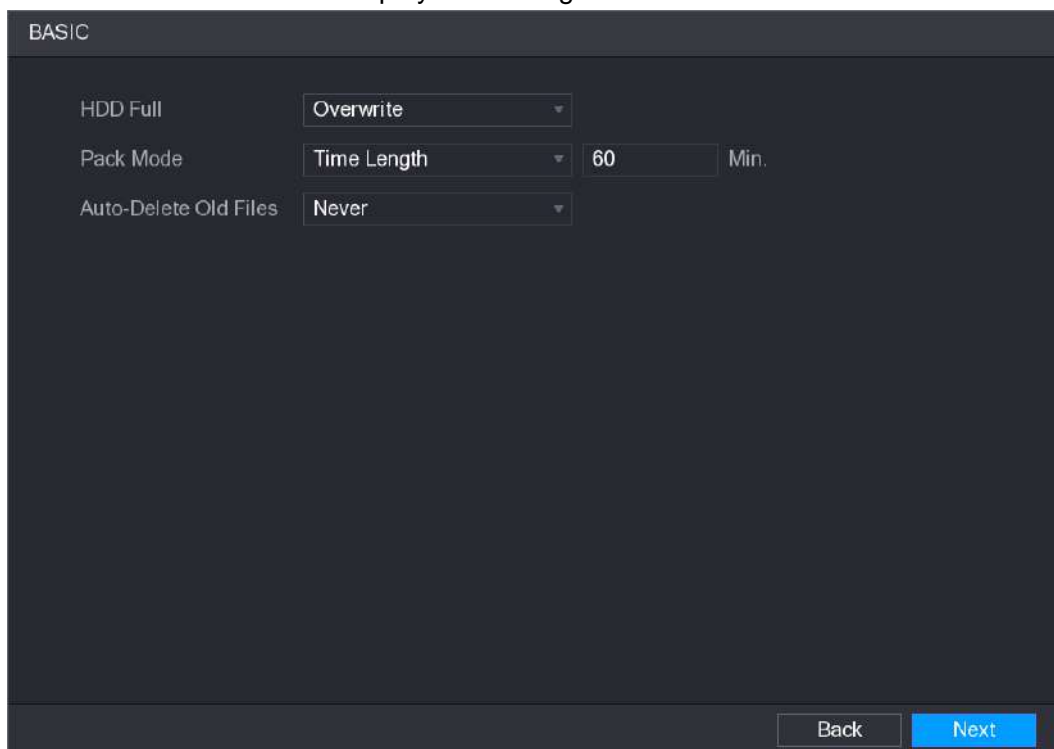 BASIC
HDD Full Overwrite
Pack Mode Time Length 60 Min.
Auto-Delete Old Files Never
Back Next